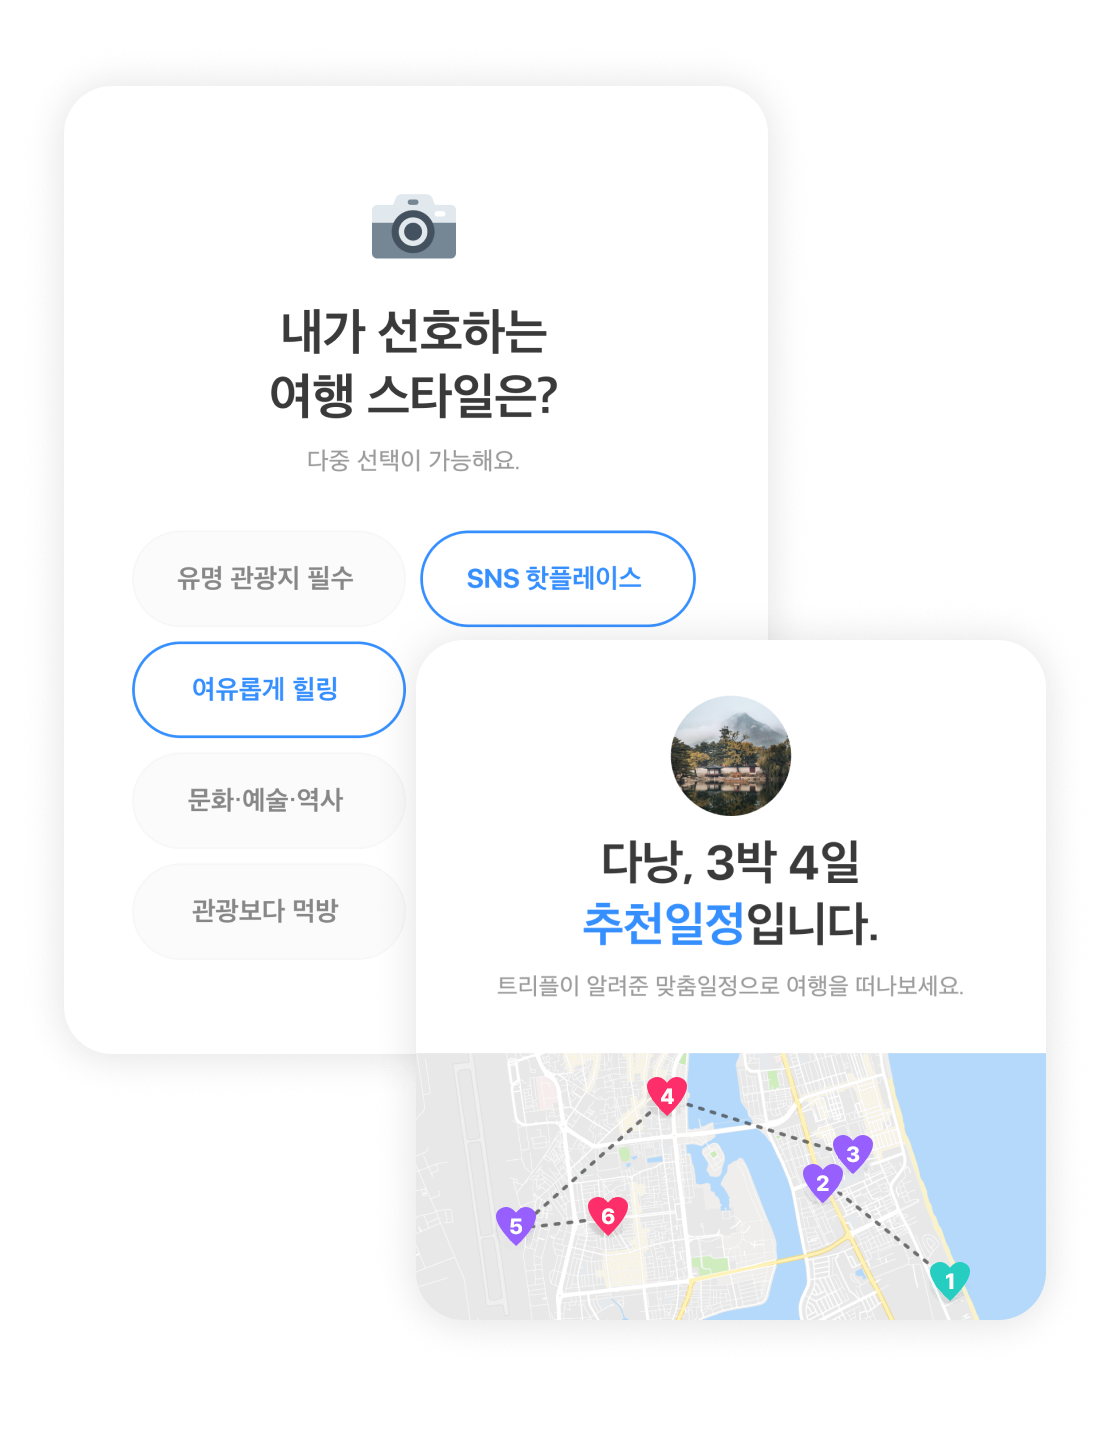 내가 선호하는
여행 스타일은?
다중 선택이 가능해요.
유명 관광지 필수
SNS 핫플레이스
여유롭게 힐링
문화·예술·역사
관광보다 먹방
다낭, 3박 4일
추천일정입니다.
트리플이 알려준 맞춤일정으로 여행을 떠나보세요.
4
3
2
5
6
1